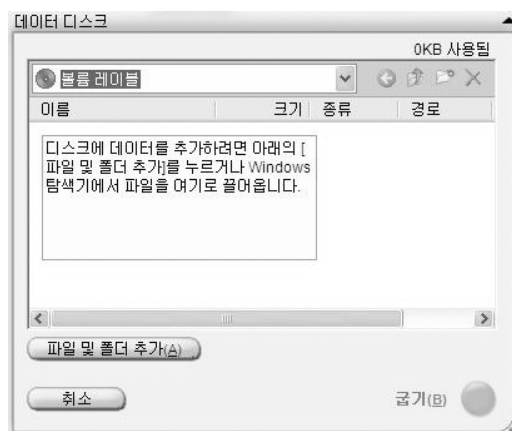 데이터 디스크
0KB 사용됨
볼륨 레이블
이름 크기 종류 경로
디스크에 데이터를 추가하려면 아래의 [
파일 및 폴더 추가]를 누르거나 Windows
탐색기에서 파일을 여기로 끌어옵니다.
파일 및 폴더 추가(A)
취소 굽기(B)